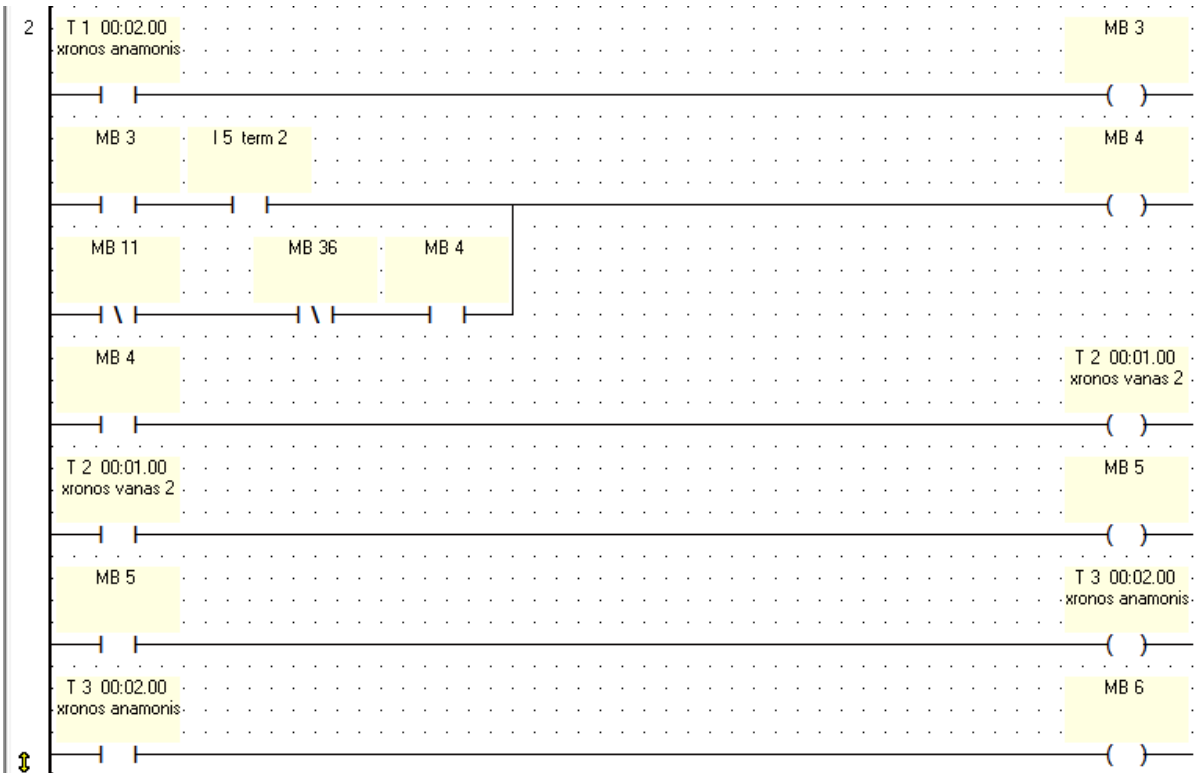 2
T 1 00:02.00
xronos anamonis
MB 3
MB 3
I 5 term 2
MB 4
MB 11
MB 36
MB 4
MB 4
T 2 00:01.00
xronos vanas 2
T 2 00:01.00
xronos vanas 2
MB 5
MB 5
T 3 00:02.00
xronos anamonis
T 3 00:02.00
xronos anamonis
MB 6